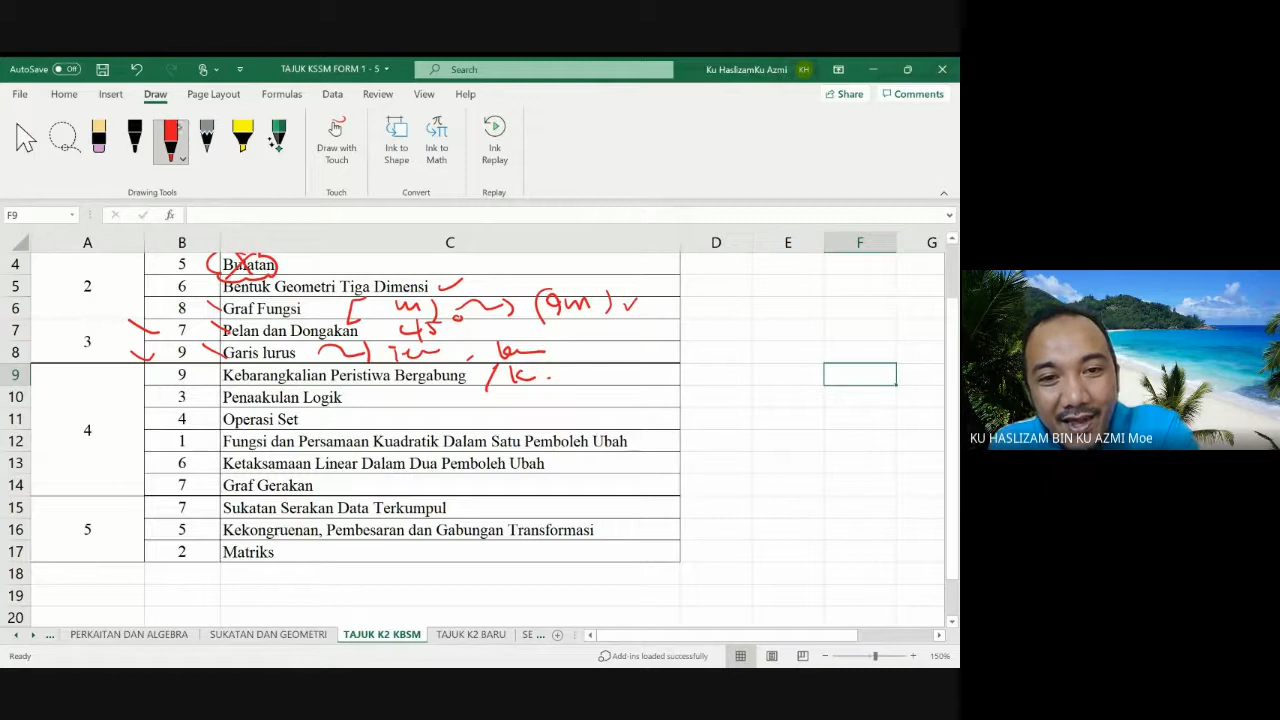 AutoSave Off TAJUK KSSM FORM 1 - 5 Search Ku HaslizamKu Azmi KH
File Home Insert Draw Page Layout Formulas Data Review View Help Share Comments
Draw with Touch
Ink to Shape
Ink to Math
Ink Replay
Drawing Tools Touch Convert Replay
F9 fx
A B C D E F G
4 5 Bulatan
5 2 6 Bentuk Geometri Tiga Dimensi
6 8 Graf Fungsi
7 3 7 Pelan dan Dongakan 45
8 9 Garis lurus
9 9 Kebarangkalian Peristiwa Bergabung
10 3 Penaakulan Logik
11 4 4 Operasi Set
12 1 Fungsi dan Persamaan Kuadratik Dalam Satu Pemboleh Ubah
13 6 Ketaksamaan Linear Dalam Dua Pemboleh Ubah
14 7 Graf Gerakan
15 7 Sukatan Serakan Data Terkumpul
16 5 5 Kekongruenan, Pembesaran dan Gabungan Transformasi
17 2 Matriks
18
19
20
... PERKAITAN DAN ALGEBRA SUKATAN DAN GEOMETRI TAJUK K2 KBSM TAJUK K2 BARU SE ...
Ready Add-ins loaded successfully 150%
KU HASLIZAM BIN KU AZMI Moe